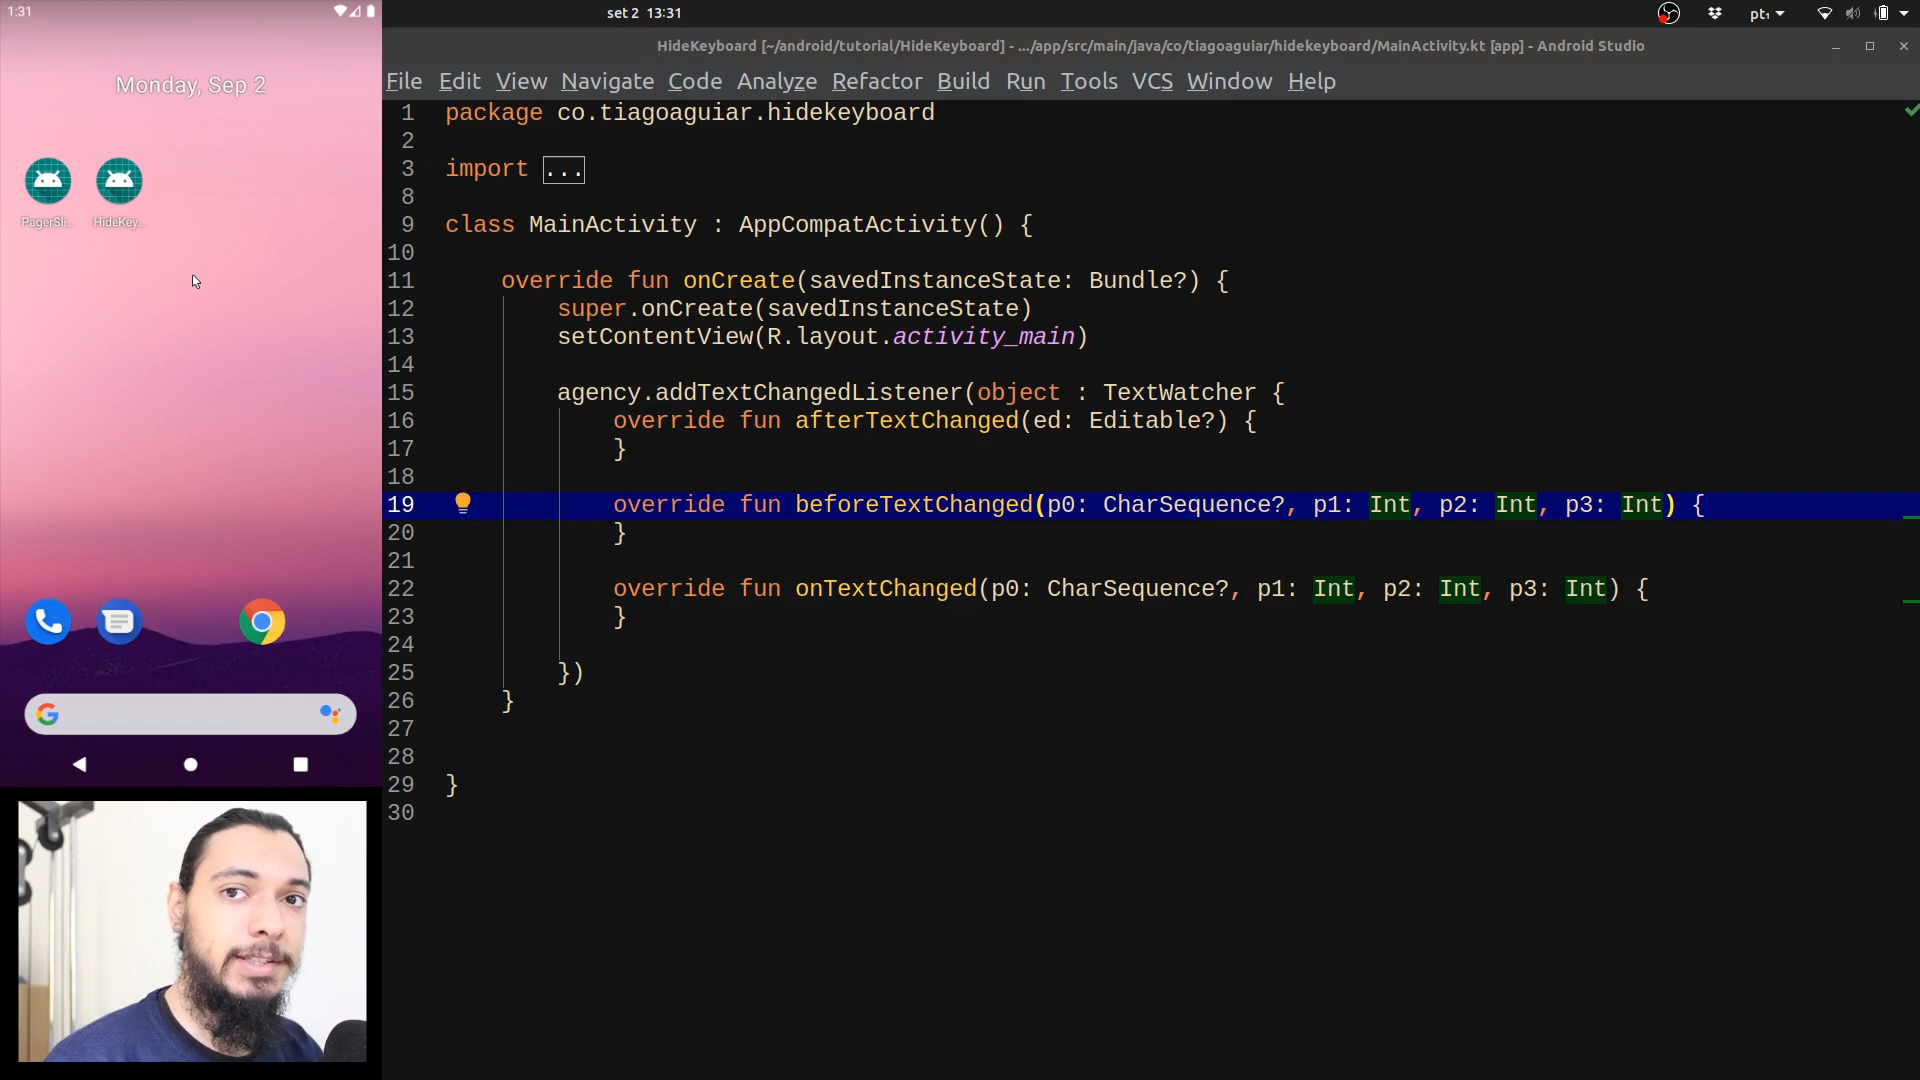 1:31
Monday, Sep 2
PagerSli...
HideKey...
set 2 13:31
pt₁
HideKeyboard [~/android/tutorial/HideKeyboard] - .../app/src/main/java/co/tiagoaguiar/hidekeyboard/MainActivity.kt [app] - Android Studio
File Edit View Navigate Code Analyze Refactor Build Run Tools VCS Window Help
1 package co.tiagoaguiar.hidekeyboard
2
3 import ...
8
9 class MainActivity : AppCompatActivity() {
10
11 override fun onCreate(savedInstanceState: Bundle?) {
12 super.onCreate(savedInstanceState)
13 setContentView(R.layout.activity_main)
14
15 agency.addTextChangedListener(object : TextWatcher {
16 override fun afterTextChanged(ed: Editable?) {
17 }
18
19 override fun beforeTextChanged(p0: CharSequence?, p1: Int, p2: Int, p3: Int) {
20 }
21
22 override fun onTextChanged(p0: CharSequence?, p1: Int, p2: Int, p3: Int) {
23 }
24
25 })
26 }
27
28
29 }
30